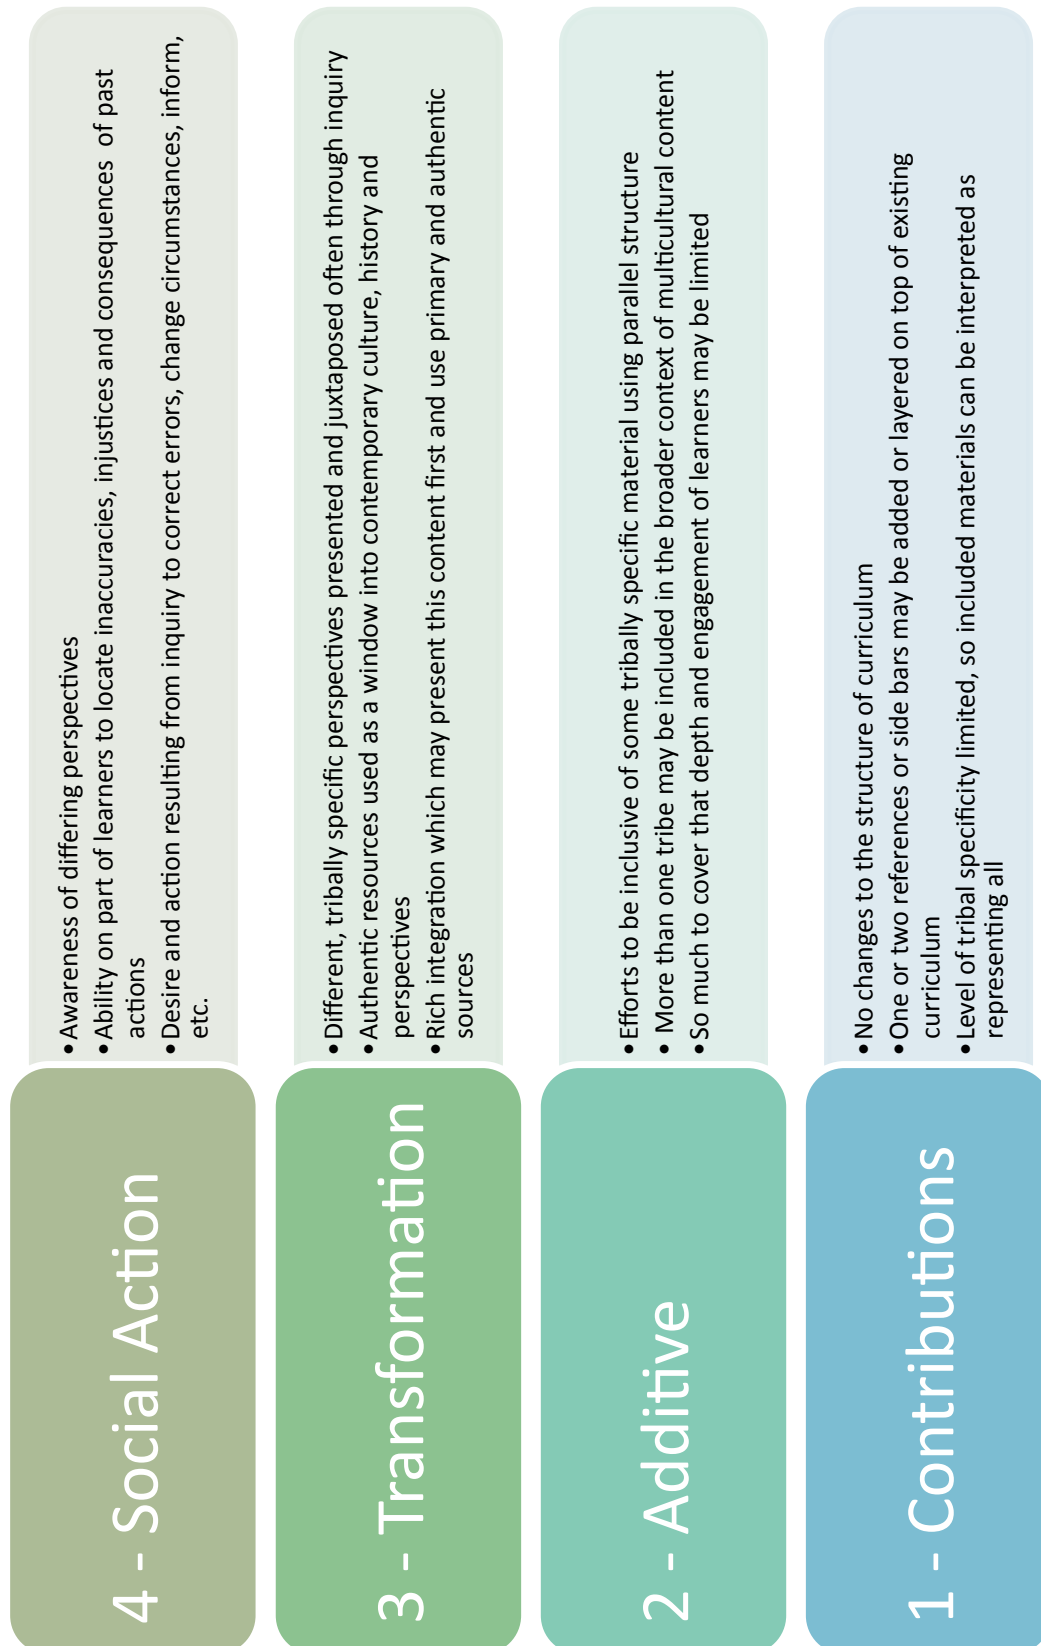 4 - Social Action
• Awareness of differing perspectives
• Ability on part of learners to locate inaccuracies, injustices and consequences  of past
actions
• Desire and action resulting from inquiry to correct errors, change circumstances, inform,
etc.
3 - Transformation
• Different, tribally specific perspectives presented and juxtaposed often through inquiry
• Authentic resources used as a window into contemporary culture, history and
perspectives
• Rich integration which may present this content first and use primary and authentic
sources
2 - Additive
• Efforts to be inclusive of some tribally specific material using parallel structure
• More than one tribe may be included in the broader context of multicultural content
• So much to cover that depth and engagement of learners may be limited
1 - Contributions
• No changes to the structure of curriculum
• One or two references or side bars may be added or layered on top of existing
curriculum
• Level of tribal specificity limited, so included materials can be interpreted as
representing all